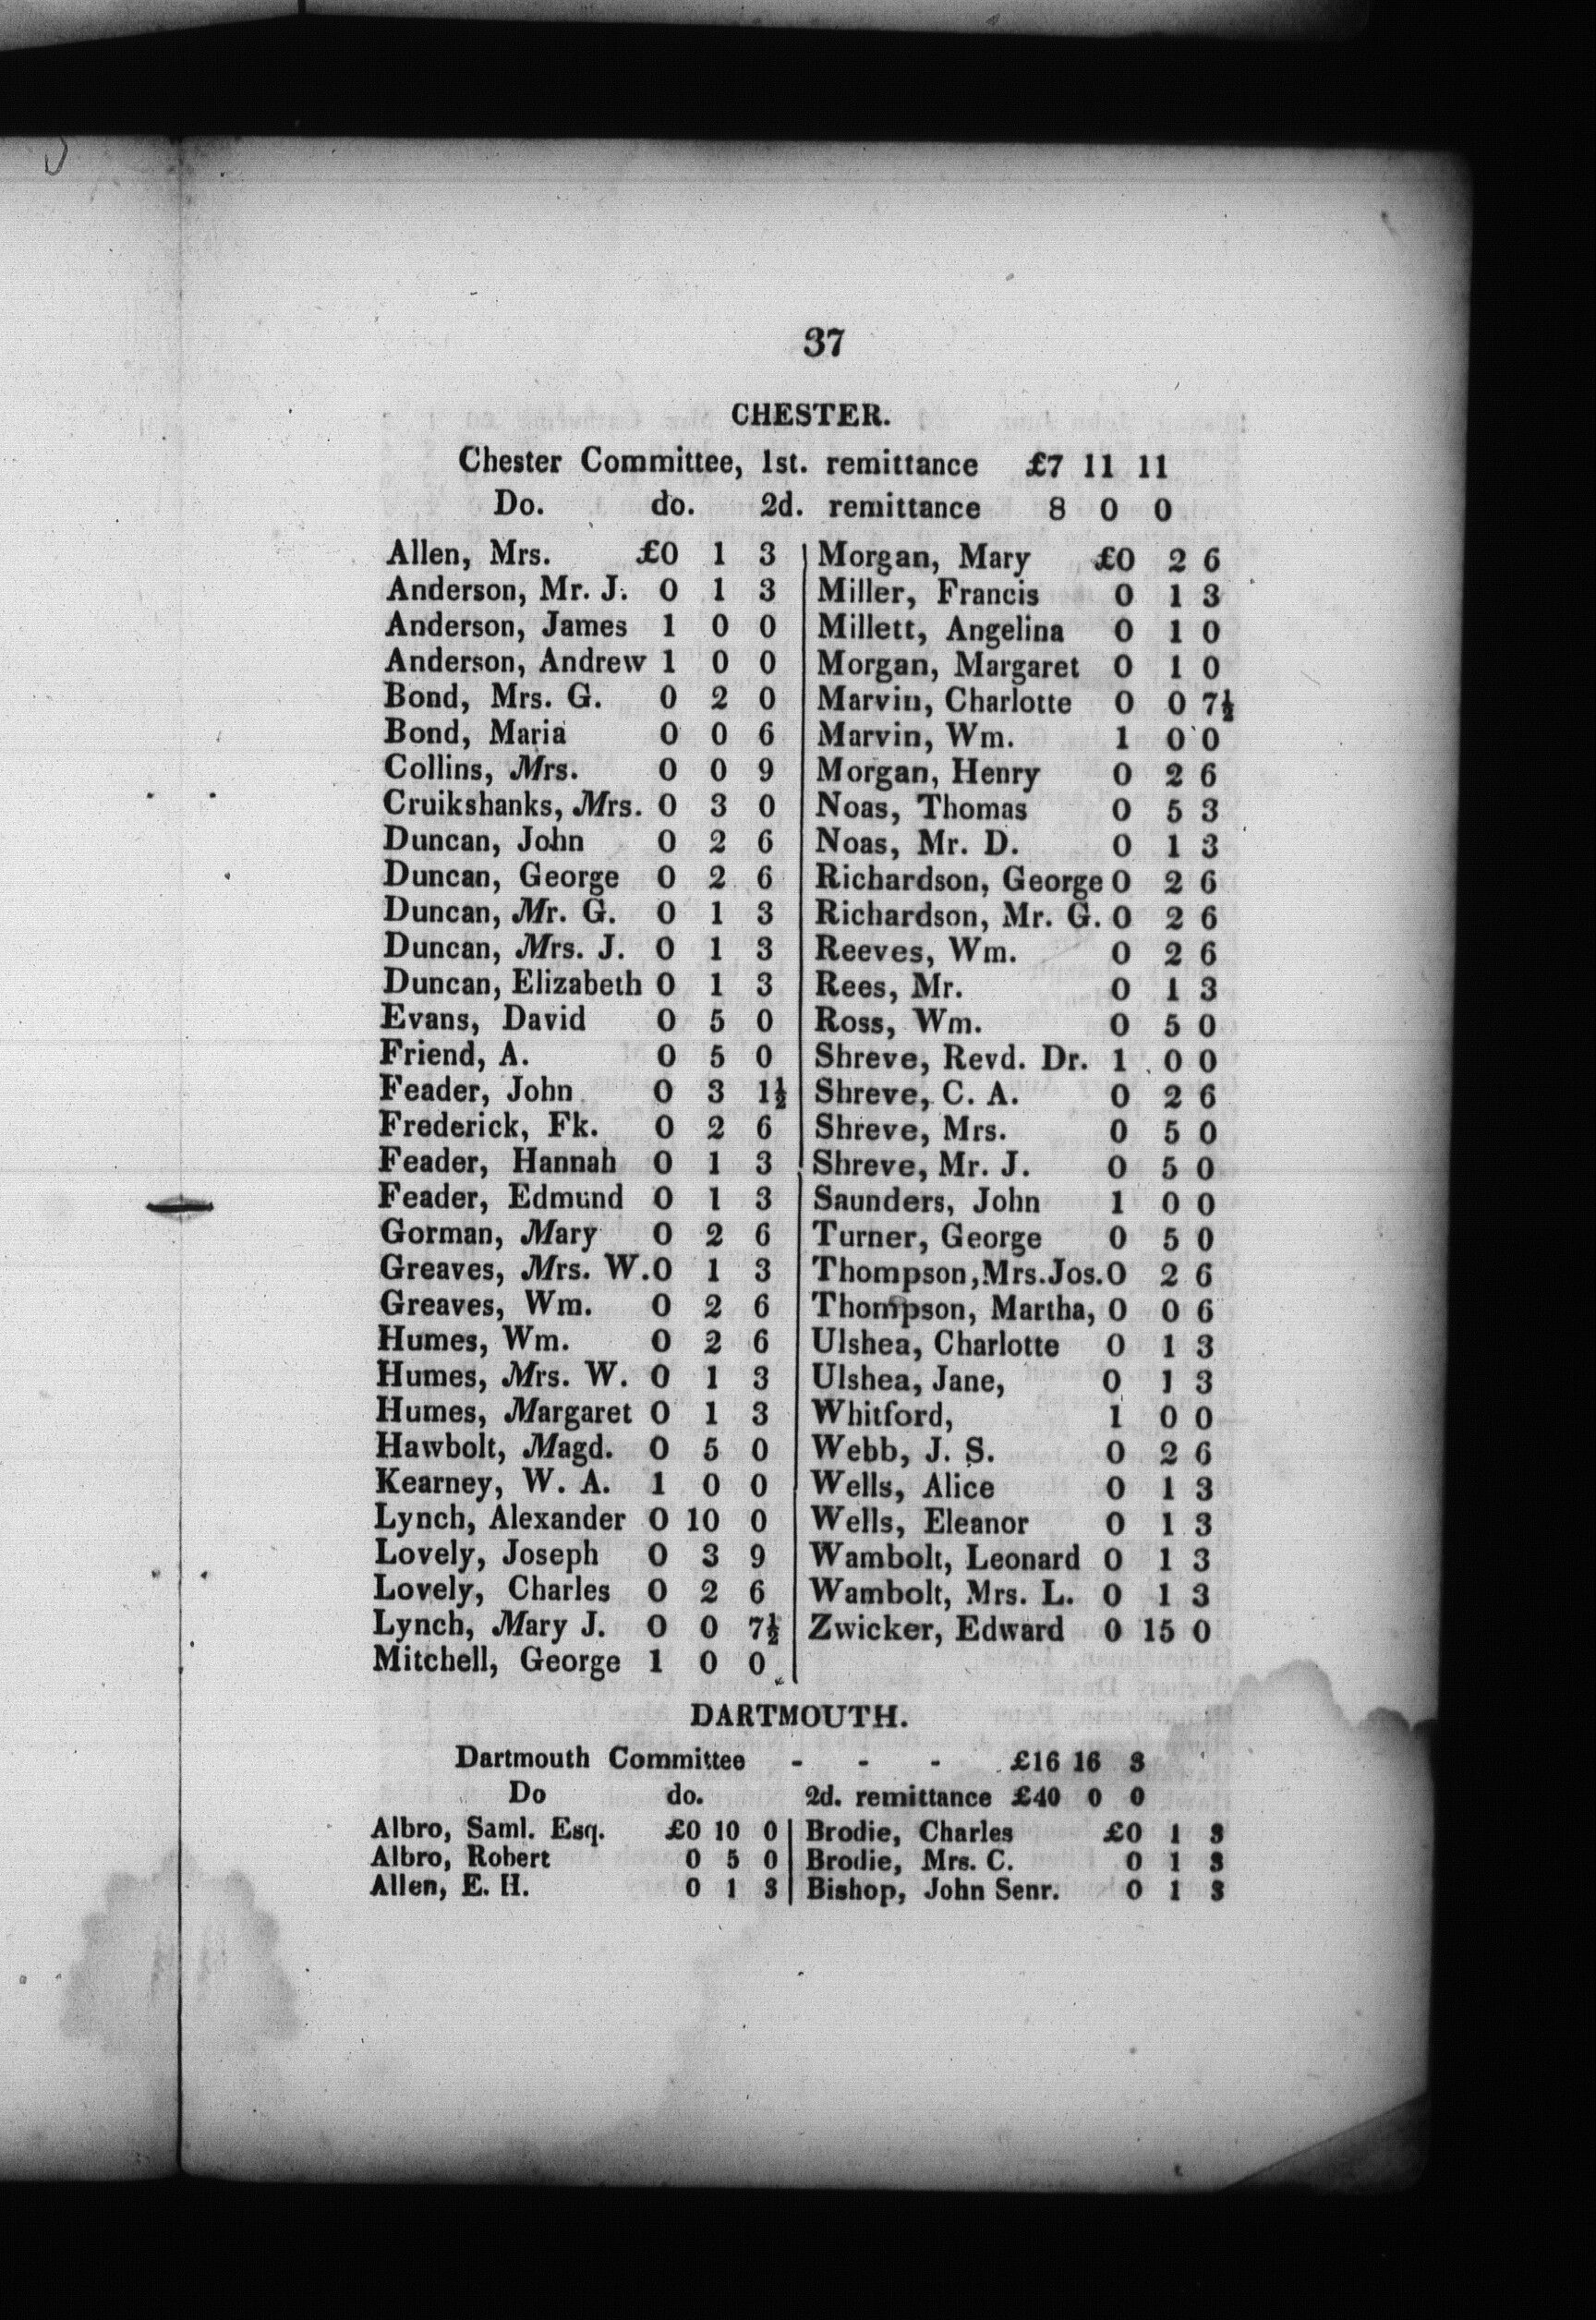 37
CHESTER.
Chester Committee, 1st. remittance £7 11 11
Do. do. 2d. remittance 8 0 0
Allen, Mrs. £0 1 3
Anderson, Mr. J. 0 1 3
Anderson, James 1 0 0
Anderson, Andrew 1 0 0
Bond, Mrs. G. 0 2 0
Bond, Maria 0 0 6
Collins, Mrs. 0 0 9
Cruikshanks, Mrs. 0 3 0
Duncan, John 0 2 6
Duncan, George 0 2 6
Duncan, Mr. G. 0 1 3
Duncan, Mrs. J. 0 1 3
Duncan, Elizabeth 0 1 3
Evans, David 0 5 0
Friend, A. 0 5 0
Feader, John 0 3 1½
Frederick, Fk. 0 2 6
Feader, Hannah 0 1 3
Feader, Edmund 0 1 3
Gorman, Mary 0 2 6
Greaves, Mrs. W. 0 1 3
Greaves, Wm. 0 2 6
Humes, Wm. 0 2 6
Humes, Mrs. W. 0 1 3
Humes, Margaret 0 1 3
Hawbolt, Magd. 0 5 0
Kearney, W. A. 1 0 0
Lynch, Alexander 0 10 0
Lovely, Joseph 0 3 9
Lovely, Charles 0 2 6
Lynch, Mary J. 0 0 7½
Mitchell, George 1 0 0
Morgan, Mary £0 2 6
Miller, Francis 0 1 3
Millett, Angelina 0 1 0
Morgan, Margaret 0 1 0
Marvin, Charlotte 0 0 7½
Marvin, Wm. 1 0 0
Morgan, Henry 0 2 6
Noas, Thomas 0 5 3
Noas, Mr. D. 0 1 3
Richardson, George 0 2 6
Richardson, Mr. G. 0 2 6
Reeves, Wm. 0 2 6
Rees, Mr. 0 1 3
Ross, Wm. 0 5 0
Shreve, Revd. Dr. 1 0 0
Shreve, C. A. 0 2 6
Shreve, Mrs. 0 5 0
Shreve, Mr. J. 0 5 0
Saunders, John 1 0 0
Turner, George 0 5 0
Thompson, Mrs. Jos. 0 2 6
Thompson, Martha, 0 0 6
Ulshea, Charlotte 0 1 3
Ulshea, Jane, 0 1 3
Whitford, 1 0 0
Webb, J. S. 0 2 6
Wells, Alice 0 1 3
Wells, Eleanor 0 1 3
Wambolt, Leonard 0 1 3
Wambolt, Mrs. L. 0 1 3
Zwicker, Edward 0 15 0
DARTMOUTH.
Dartmouth Committee - - - £16 16 3
Do do. 2d. remittance £40 0 0
Albro, Saml. Esq. £0 10 0
Albro, Robert 0 5 0
Allen, E. H. 0 1 3
Brodie, Charles £0 1 3
Brodie, Mrs. C. 0 1 3
Bishop, John Senr. 0 1 3